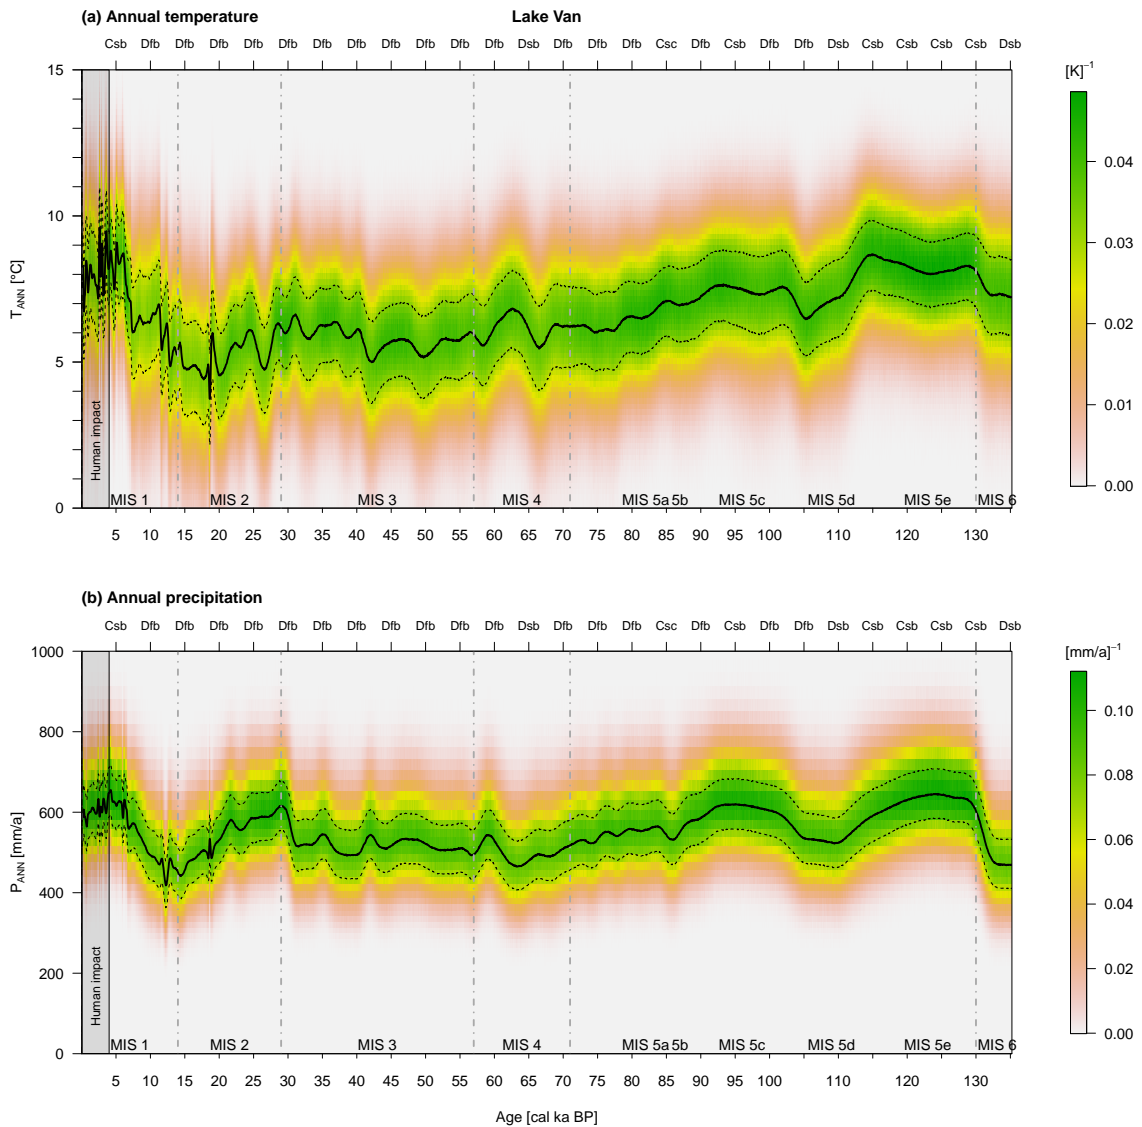 (a) Annual temperature Lake Van
Csb Dfb Dfb Dfb Dsb Dfb Dfb Dfb Dfb Dfb Dfb Dfb Dsb Dfb Dfb Dfb Csc Dfb Csb Dfb Dfb Dsb Csb Dsb Csb Csb Dsb
[K]⁻¹
15
10
5
0
T_ANN [°C]
0.04
0.03
0.02
0.01
0.00
Human impact
MIS 1 MIS 2 MIS 3 MIS 4 MIS 5a 5b MIS 5c MIS 5d MIS 5e MIS 6
5 10 15 20 25 30 35 40 45 50 55 60 65 70 75 80 85 90 95 100 110 120 130
(b) Annual precipitation
Csb Dfb Dfb Dfb Dsb Dfb Dfb Dfb Dfb Dfb Dfb Dfb Dsb Dfb Dfb Dfb Csc Dfb Csb Dfb Dfb Dsb Csb Dsb Csb Csb Dsb
[mm/a]⁻¹
1000
800
600
400
200
0
P_ANN [mm/a]
0.10
0.08
0.06
0.04
0.02
0.00
Human impact
MIS 1 MIS 2 MIS 3 MIS 4 MIS 5a 5b MIS 5c MIS 5d MIS 5e MIS 6
5 10 15 20 25 30 35 40 45 50 55 60 65 70 75 80 85 90 95 100 110 120 130
Age [cal ka BP]